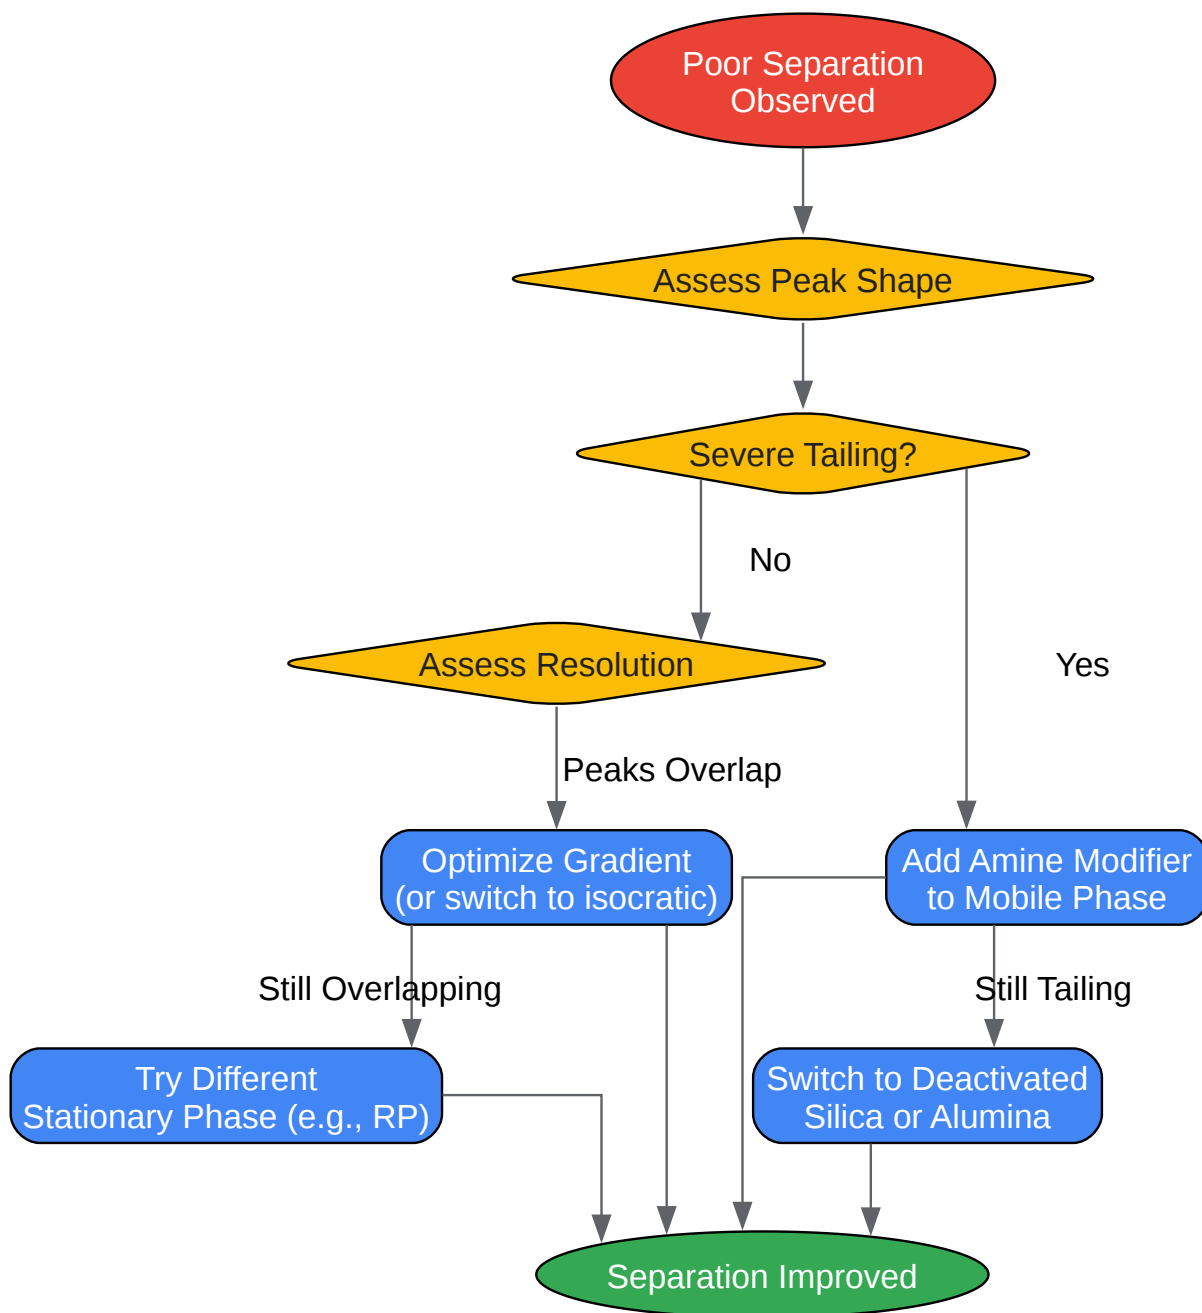 Poor Separation
Observed
Assess Peak Shape
Severe Tailing?
No
Assess Resolution
Yes
Peaks Overlap
Optimize Gradient
(or switch to isocratic)
Add Amine Modifier
to Mobile Phase
Still Overlapping
Still Tailing
Try Different
Stationary Phase (e.g., RP)
Switch to Deactivated
Silica or Alumina
Separation Improved